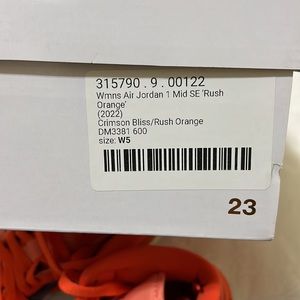 315790 . 9 . 00122
Wmns Air Jordan 1 Mid SE 'Rush
Orange'
(2022)
Crimson Bliss/Rush Orange
DM3381 600
size: W5
23